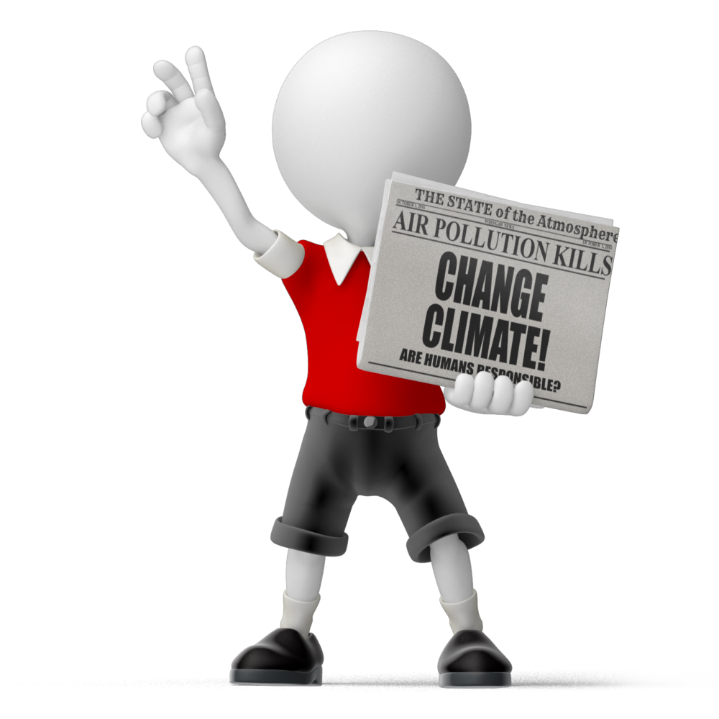 THE STATE of the Atmosphere
AIR POLLUTION KILLS
CHANGE
CLIMATE!
ARE HUMANS RESPONSIBLE?